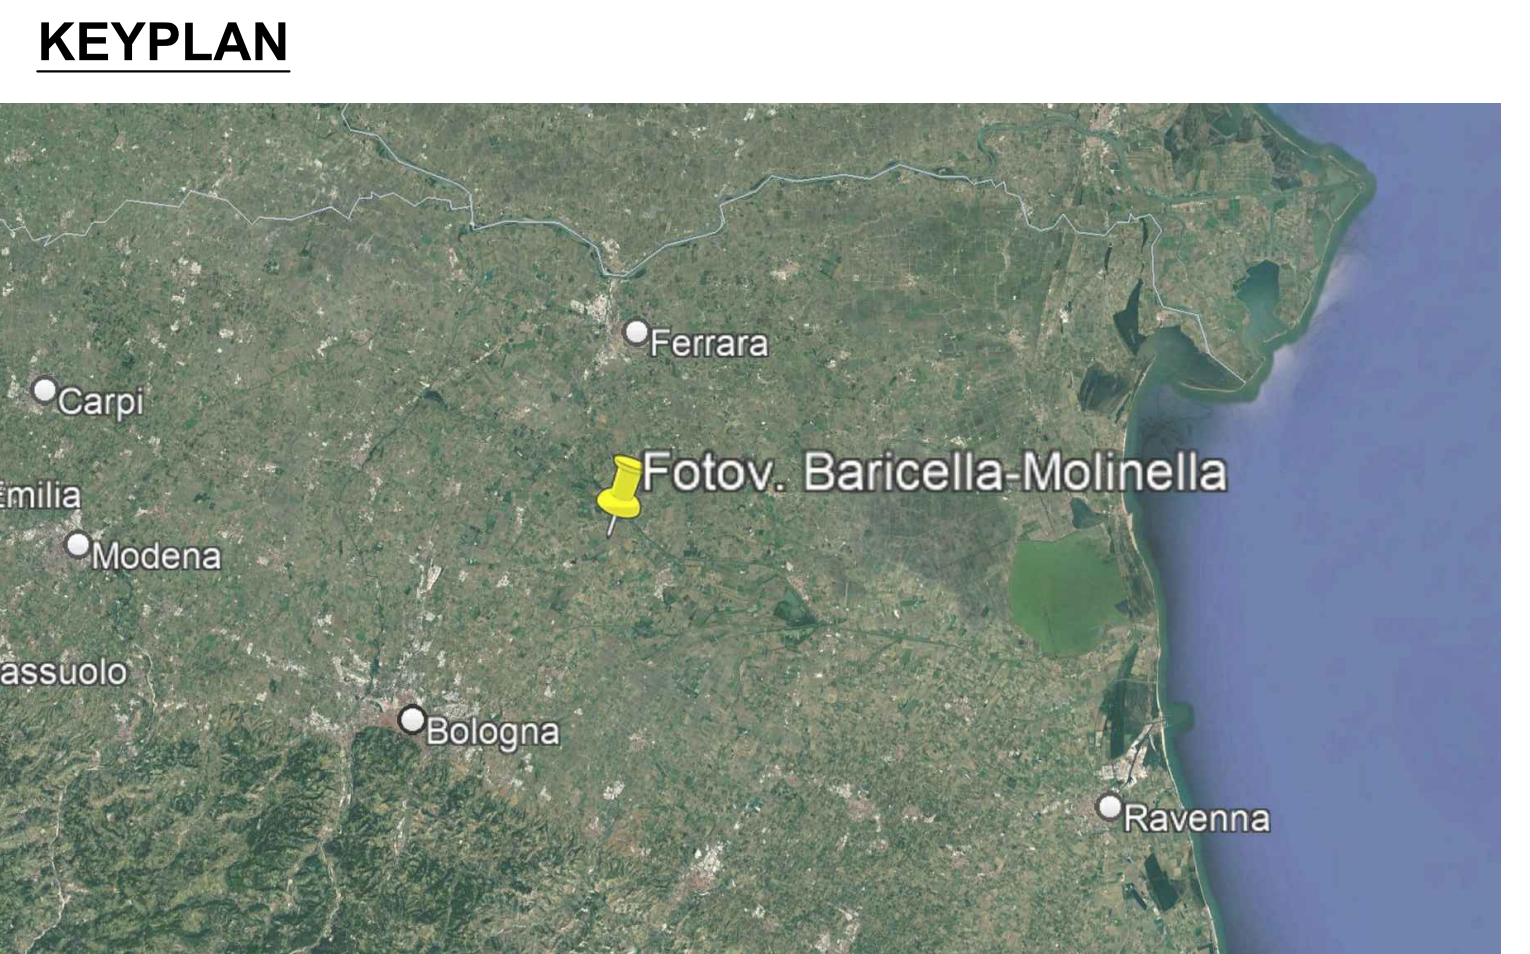 KEYPLAN
Ferrara
Carpi
Fotov. Baricella-Molinella
Emilia
Modena
assuolo
Bologna
Ravenna